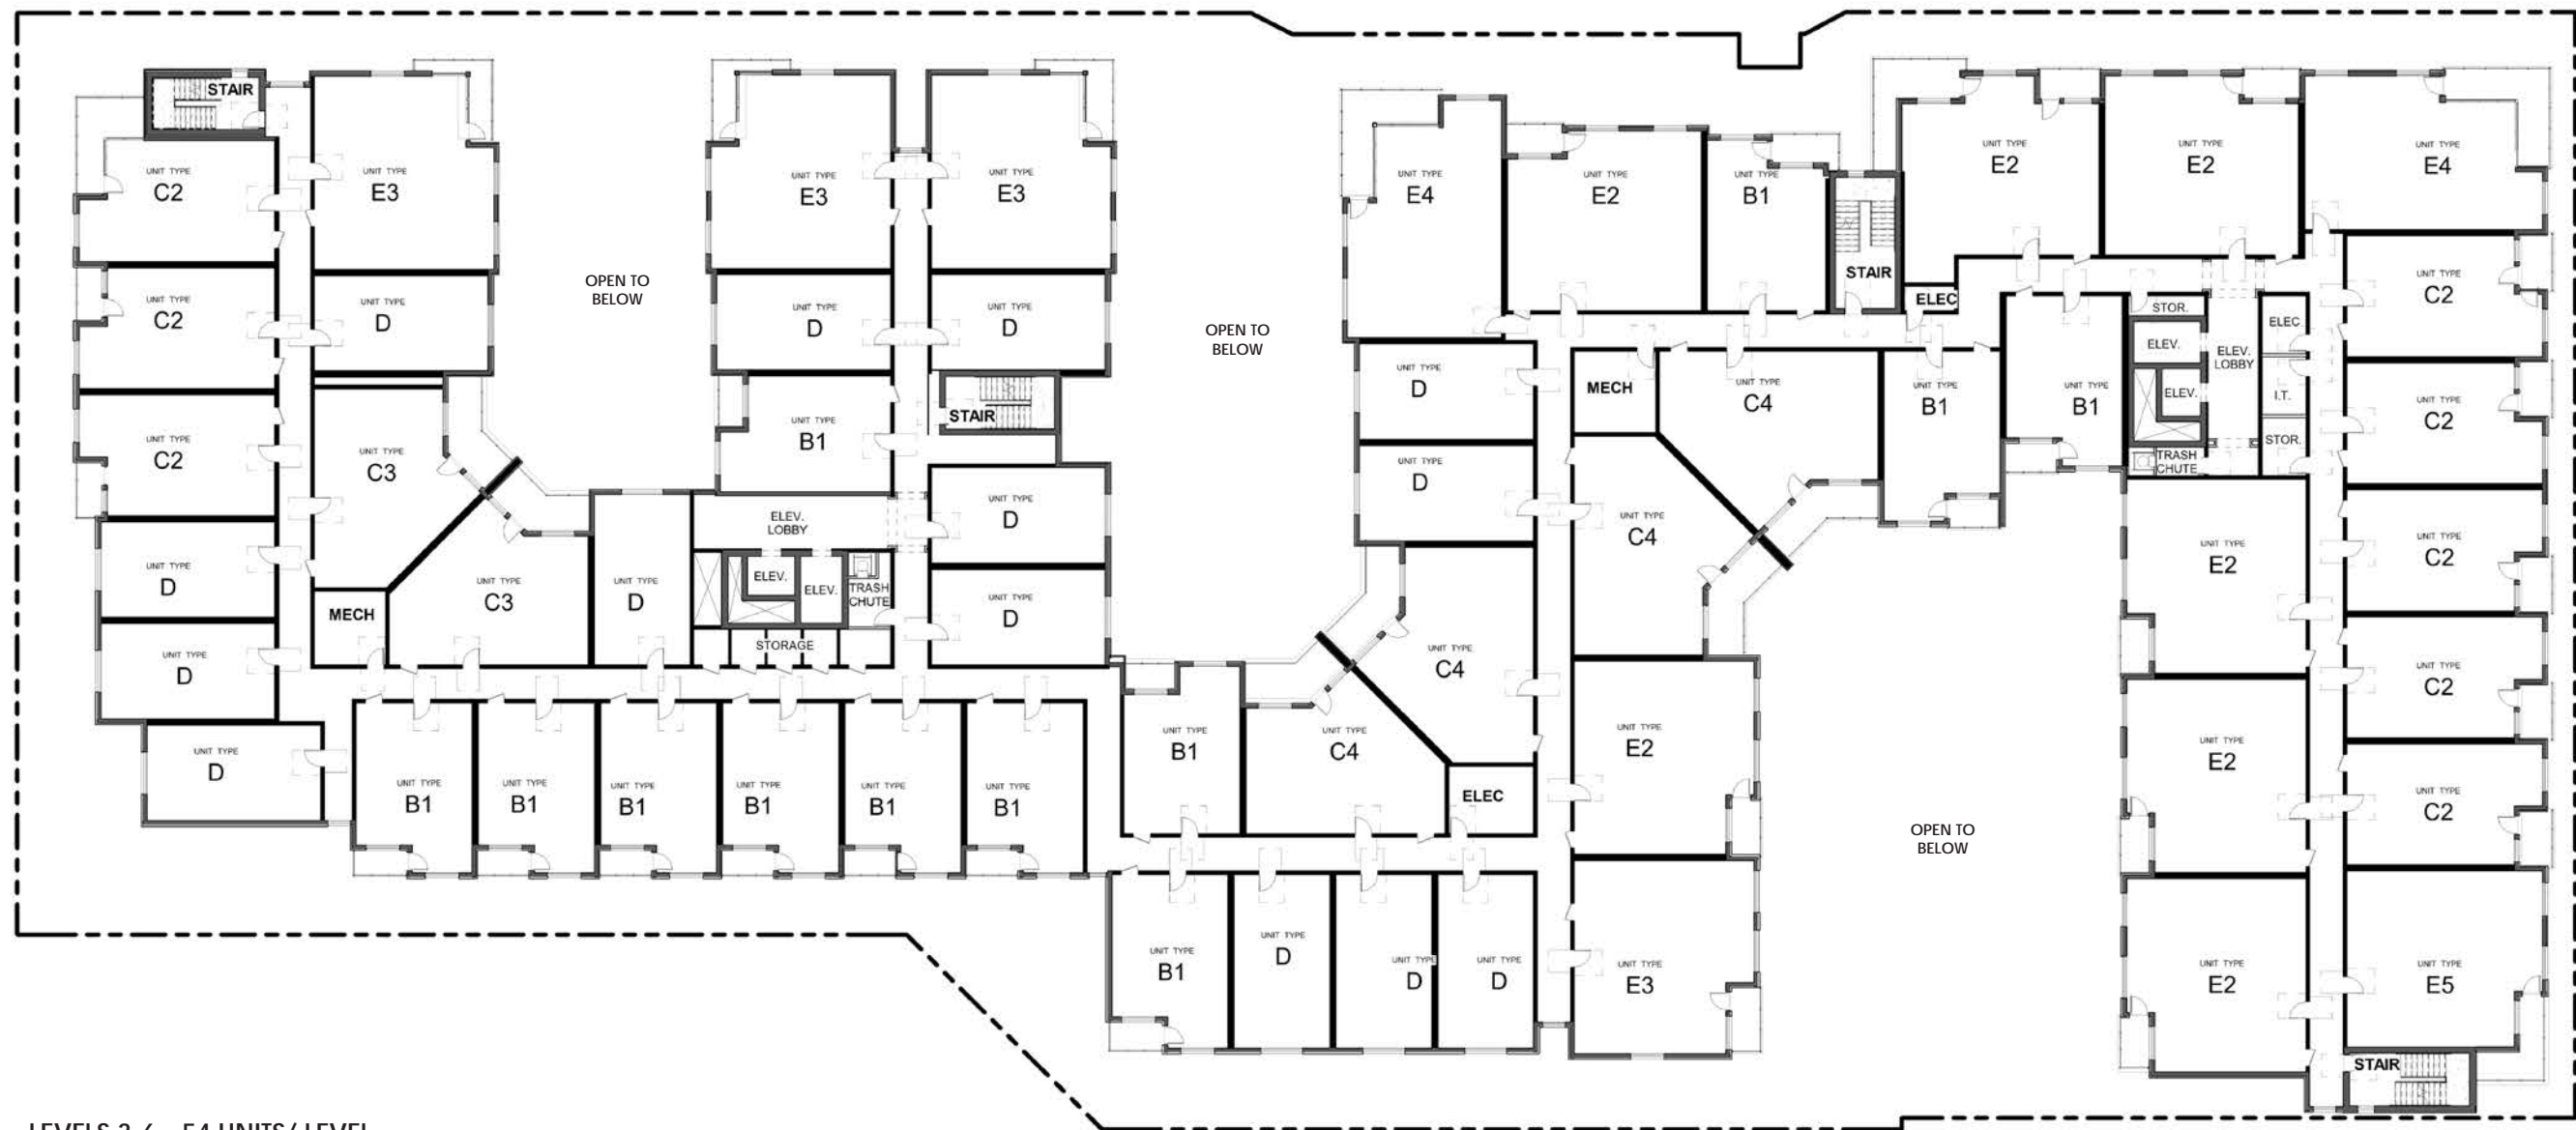 STAIR
UNIT TYPE
C2
UNIT TYPE
E3
UNIT TYPE
E3
UNIT TYPE
E3
UNIT TYPE
E4
UNIT TYPE
E2
UNIT TYPE
B1
STAIR
UNIT TYPE
E2
UNIT TYPE
E2
UNIT TYPE
E4
UNIT TYPE
C2
UNIT TYPE
D
OPEN TO
BELOW
UNIT TYPE
D
UNIT TYPE
D
OPEN TO
BELOW
ELEC
STOR.
ELEC
UNIT TYPE
C2
ELEV.
ELEV.
LOBBY
UNIT TYPE
C2
UNIT TYPE
C3
UNIT TYPE
B1
STAIR
UNIT TYPE
D
MECH
UNIT TYPE
C4
UNIT TYPE
B1
UNIT TYPE
B1
ELEV.
I.T.
STOR.
TRASH
CHUTE
UNIT TYPE
C2
UNIT TYPE
D
UNIT TYPE
D
ELEV.
LOBBY
UNIT TYPE
D
UNIT TYPE
C4
UNIT TYPE
E2
UNIT TYPE
C2
MECH
UNIT TYPE
C3
UNIT TYPE
D
ELEV.
ELEV.
TRASH
CHUTE
STORAGE
UNIT TYPE
D
UNIT TYPE
D
UNIT TYPE
C4
UNIT TYPE
C2
UNIT TYPE
D
UNIT TYPE
B1
UNIT TYPE
B1
UNIT TYPE
B1
UNIT TYPE
B1
UNIT TYPE
B1
UNIT TYPE
B1
UNIT TYPE
B1
UNIT TYPE
C4
ELEC
UNIT TYPE
E2
OPEN TO
BELOW
UNIT TYPE
E2
UNIT TYPE
C2
UNIT TYPE
B1
UNIT TYPE
D
UNIT TYPE
D
UNIT TYPE
D
UNIT TYPE
E3
UNIT TYPE
E2
UNIT TYPE
E5
STAIR